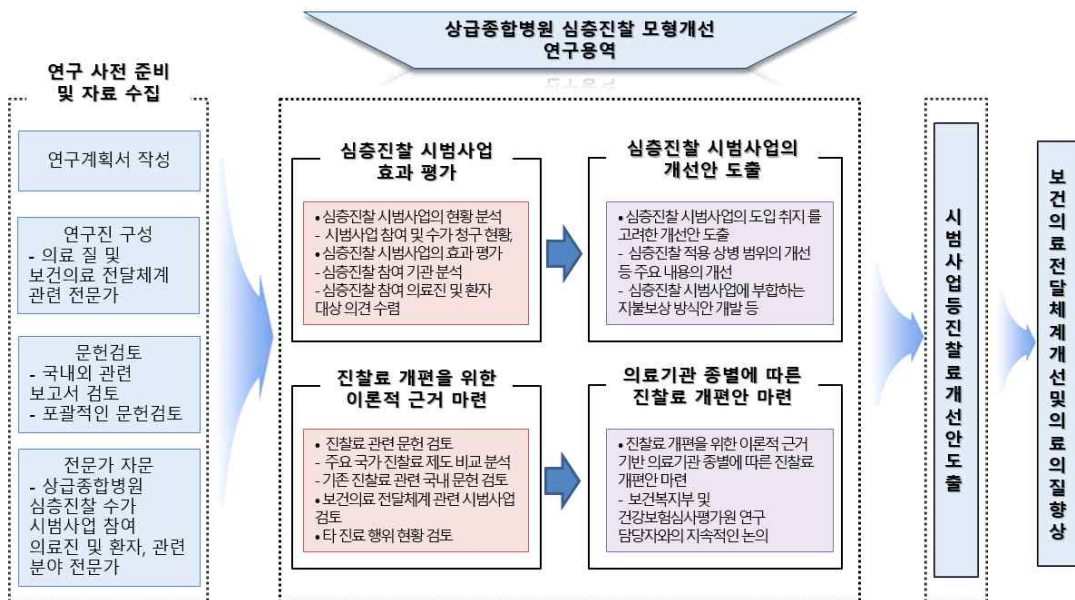 상급종합병원 심층진찰 모형개선
연구용역
연구 사전 준비
및 자료 수집
연구계획서 작성
연구진 구성
- 의료 질 및
보건의료 전달체계
관련 전문가
문헌검토
- 국내외 관련
보고서 검토
- 포괄적인 문헌검토
전문가 자문
- 상급종합병원
심층진찰 수가
시범사업 참여
의료진 및 환자, 관련
분야 전문가
심층진찰 시범사업
효과 평가
• 심층진찰 시범사업의 현황 분석
- 시범사업 참여 및 수가 청구 현황,
• 심층진찰 시범사업의 효과 평가
- 심층진찰 참여 기관 분석
- 심층진찰 참여 의료진 및 환자
대상 의견 수렴
심층진찰 시범사업의
개선안 도출
• 심층진찰 시범사업의 도입 취지 를
고려한 개선안 도출
- 심층진찰 적용 상병 범위의 개선
등 주요 내용의 개선
- 심층진찰 시범사업에 부합하는
지불보상 방식안 개발 등
진찰료 개편을 위한
이론적 근거 마련
• 진찰료 관련 문헌 검토
- 주요 국가 진찰료 제도 비교 분석
- 기존 진찰료 관련 국내 문헌 검토
• 보건의료 전달체계 관련 시범사업
검토
• 타 진료 행위 현황 검토
의료기관 종별에 따른
진찰료 개편안 마련
• 진찰료 개편을 위한 이론적 근거
기반 의료기관 종별에 따른 진찰료
개편안 마련
- 보건복지부 및
건강보험심사평가원 연구
담당자와의 지속적인 논의
시범사업등진찰료개선안도출
보건의료전달체계개선및의료의질향상